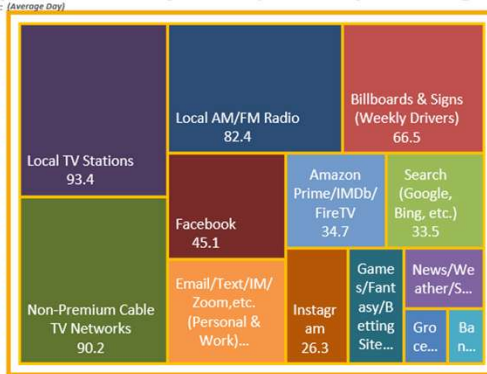 : (Average Day)
Local TV Stations
93.4
Non-Premium Cable
TV Networks
90.2
Local AM/FM Radio
82.4
Billboards & Signs
(Weekly Drivers)
66.5
Facebook
45.1
Email/Text/IM/
Zoom,etc.
(Personal &
Work)...
Amazon
Prime/IMDb/
FireTV
34.7
Search
(Google,
Bing, etc.)
33.5
Instagr
am
26.3
Game
s/Fant
asy/B
etting
Site...
News/We
ather/S...
Groc
e...
Ban
...